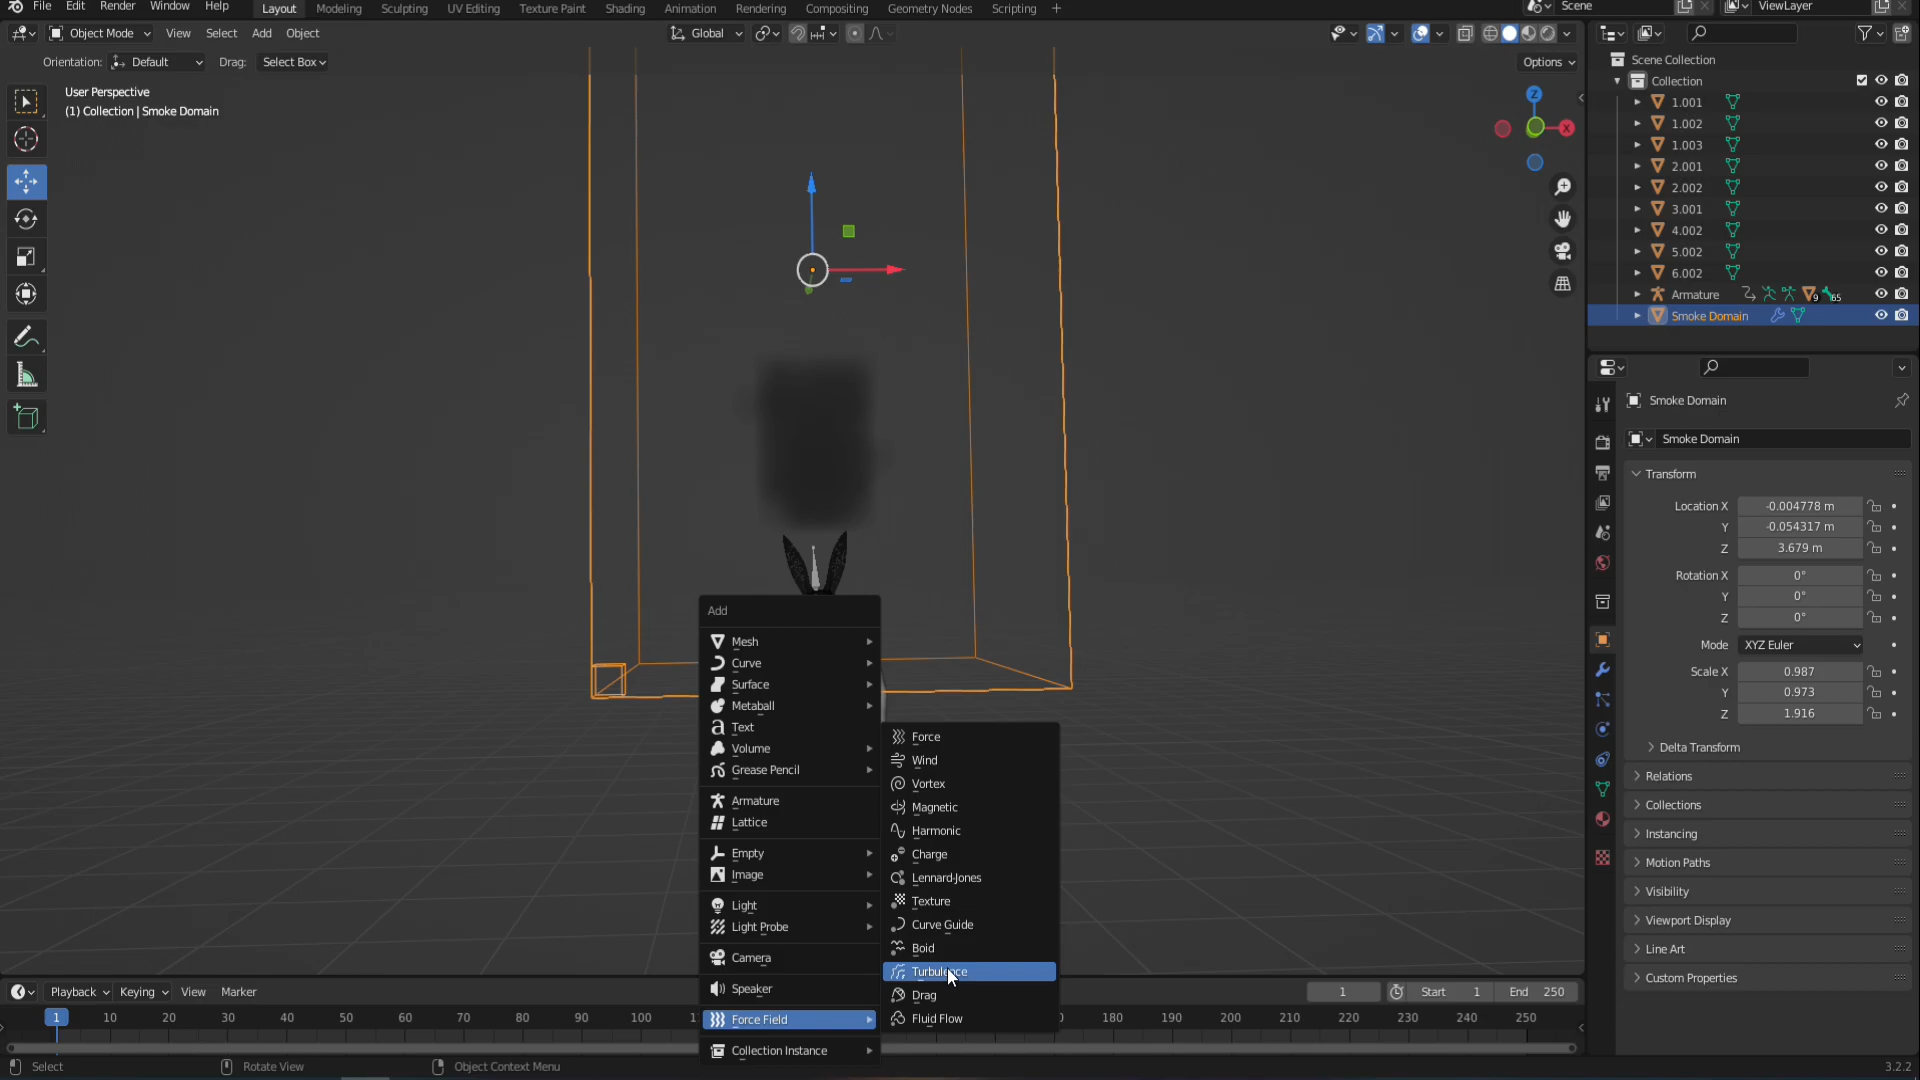 File Edit Render Window Help Layout Modeling Sculpting UV Editing Texture Paint Shading Animation Rendering Compositing Geometry Nodes Scripting + Scene ViewLayer
Object Mode View Select Add Object Global
Orientation: Default Drag: Select Box Options
User Perspective
(1) Collection | Smoke Domain
Z
X
Scene Collection
Collection
1.001
1.002
1.003
2.001
2.002
3.001
4.002
5.002
6.002
Armature 9 65
Smoke Domain
Smoke Domain
Smoke Domain
Transform
Location X -0.004778 m
Y -0.054317 m
Z 3.679 m
Rotation X 0°
Y 0°
Z 0°
Mode XYZ Euler
Scale X 0.987
Y 0.973
Z 1.916
Delta Transform
Relations
Collections
Instancing
Motion Paths
Visibility
Viewport Display
Line Art
Custom Properties
Add
Mesh
Curve
Surface
Metaball
Text
Volume
Grease Pencil
Armature
Lattice
Empty
Image
Light
Light Probe
Camera
Speaker
Force Field
Collection Instance
Force
Wind
Vortex
Magnetic
Harmonic
Charge
Lennard-Jones
Texture
Curve Guide
Boid
Turbulence
Drag
Fluid Flow
Playback Keying View Marker 1 Start 1 End 250
1 10 20 30 40 50 60 70 80 90 100 180 190 200 210 220 230 240 250
Select Rotate View Object Context Menu 3.2.2